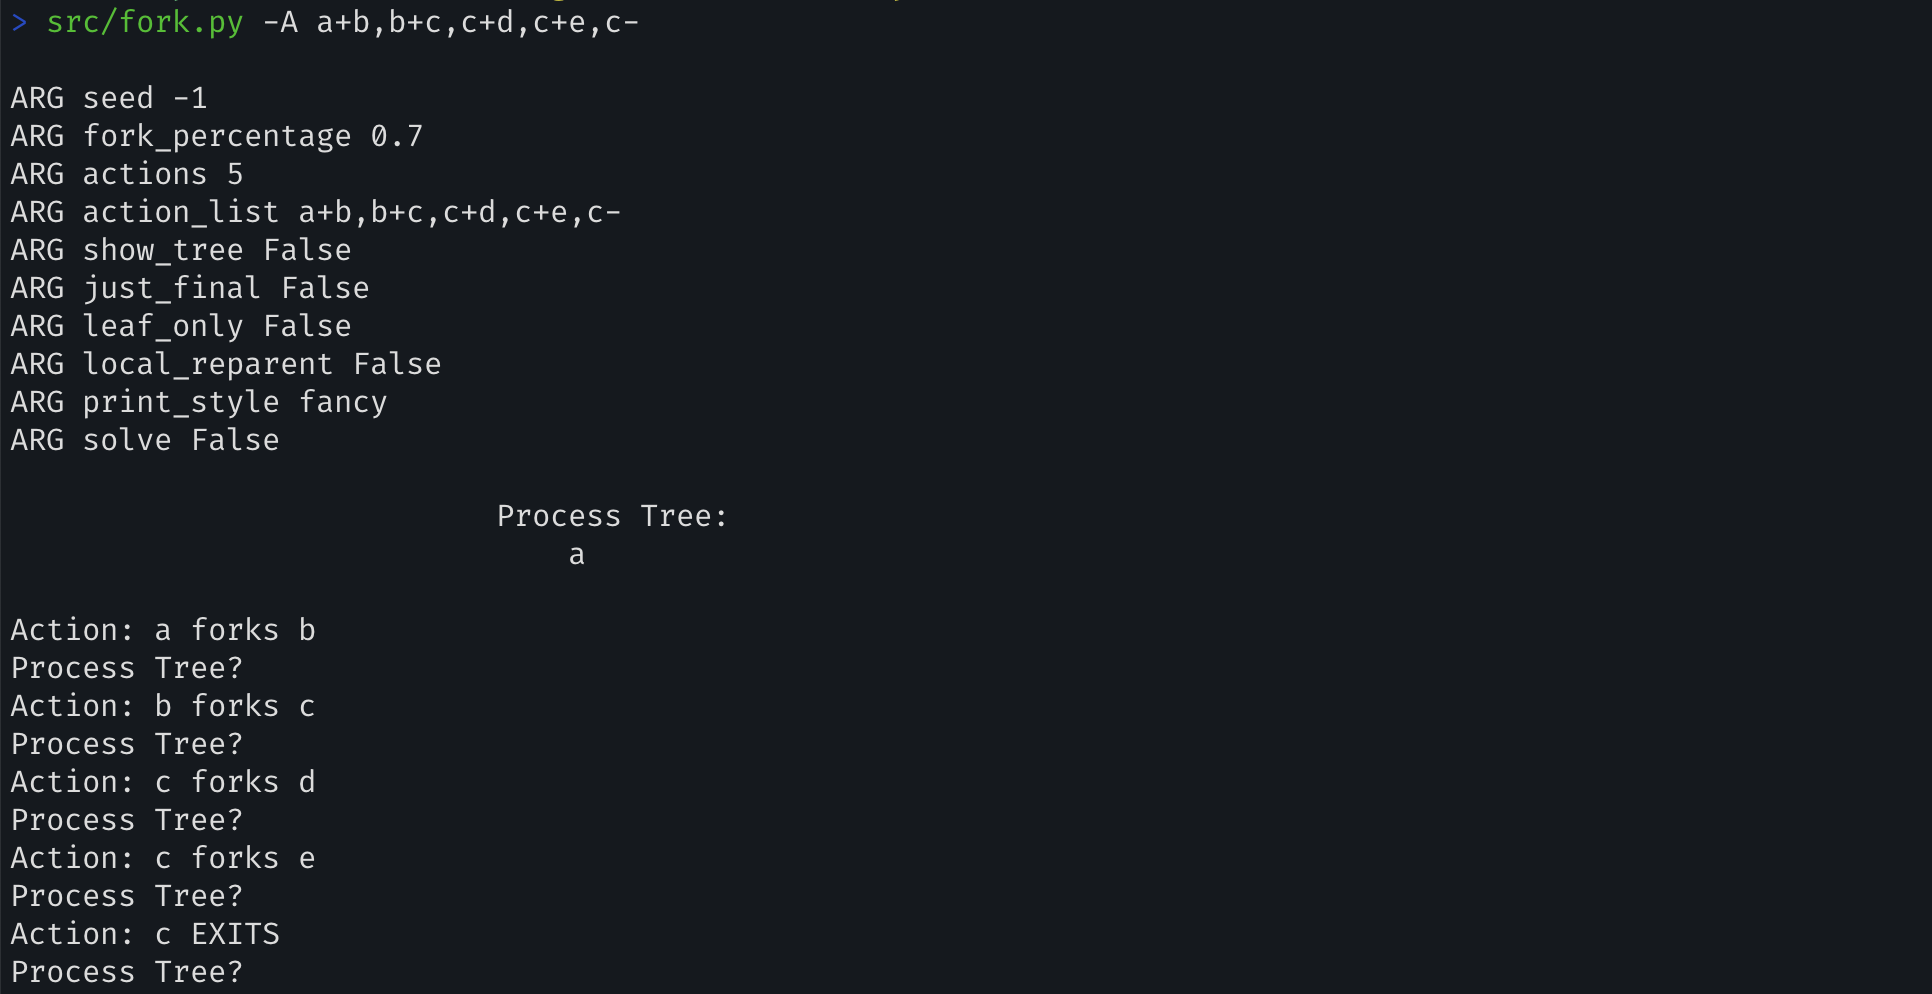 > src/fork.py -A a+b,b+c,c+d,c+e,c-
ARG seed -1
ARG fork_percentage 0.7
ARG actions 5
ARG action_list a+b,b+c,c+d,c+e,c-
ARG show_tree False
ARG just_final False
ARG leaf_only False
ARG local_reparent False
ARG print_style fancy
ARG solve False
Process Tree:
a
Action: a forks b
Process Tree?
Action: b forks c
Process Tree?
Action: c forks d
Process Tree?
Action: c forks e
Process Tree?
Action: c EXITS
Process Tree?